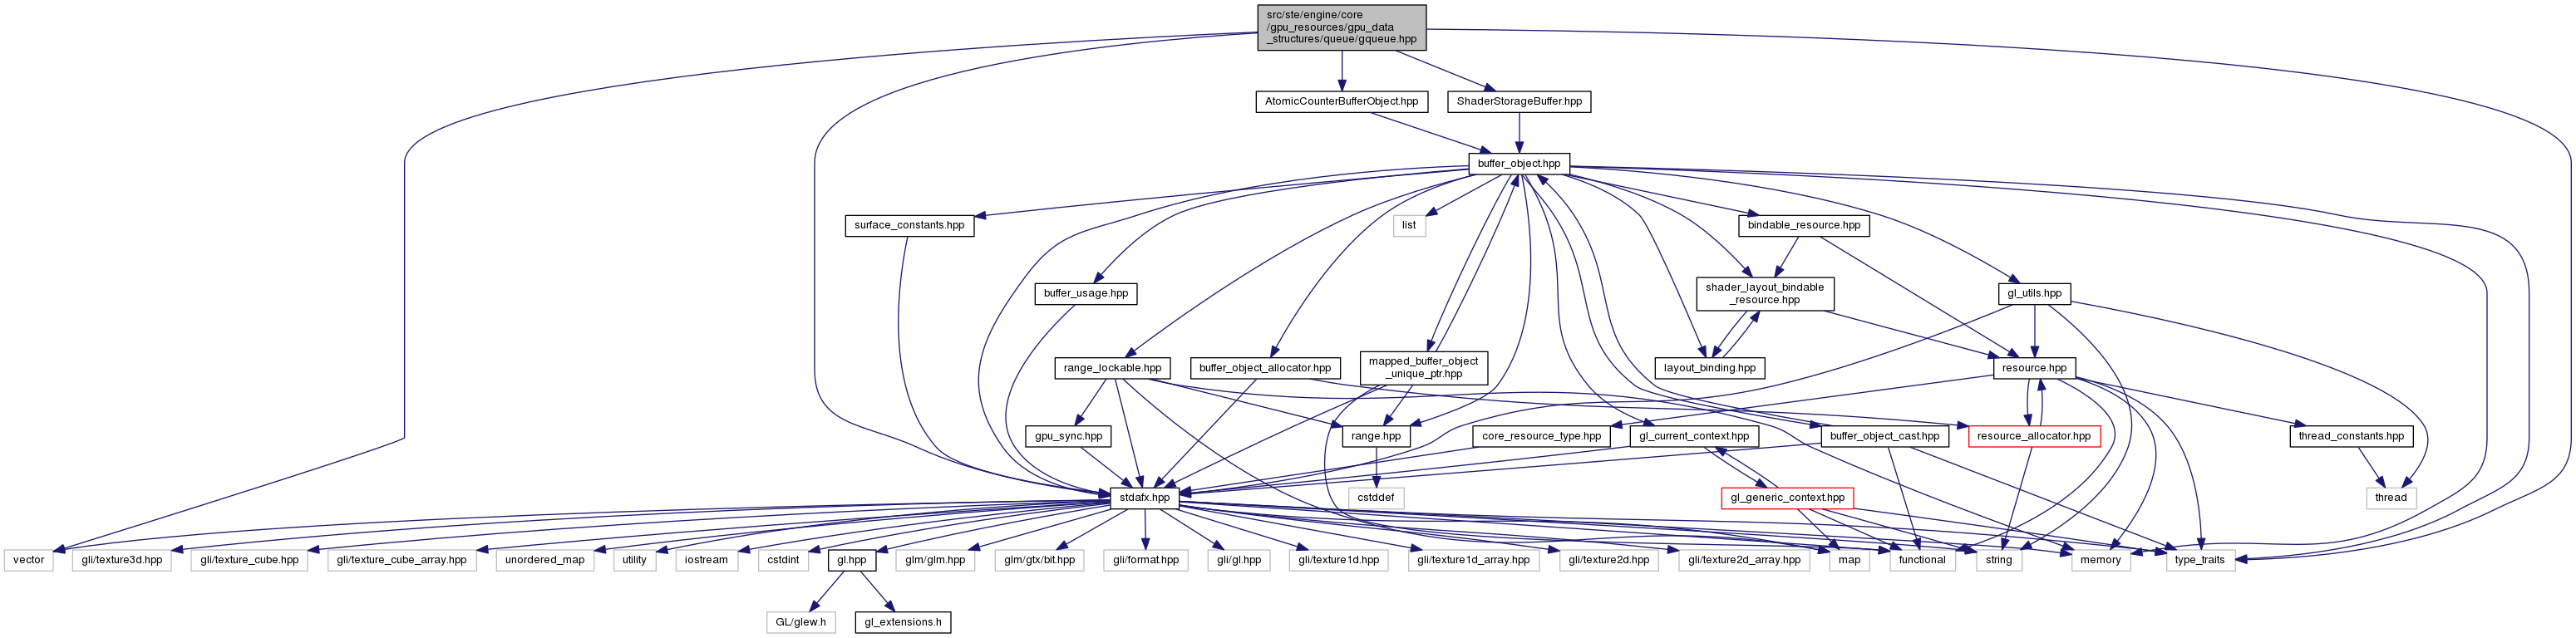 src/ste/engine/core
/gpu_resources/gpu_data
_structures/queue/gqueue.hpp
AtomicCounterBufferObject.hpp
ShaderStorageBuffer.hpp
buffer_object.hpp
surface_constants.hpp
list
bindable_resource.hpp
buffer_usage.hpp
shader_layout_bindable
_resource.hpp
gl_utils.hpp
range_lockable.hpp
buffer_object_allocator.hpp
mapped_buffer_object
_unique_ptr.hpp
layout_binding.hpp
resource.hpp
gpu_sync.hpp
range.hpp
core_resource_type.hpp
gl_current_context.hpp
buffer_object_cast.hpp
resource_allocator.hpp
thread_constants.hpp
stdafx.hpp
cstddef
gl_generic_context.hpp
thread
vector
gli/texture3d.hpp
gli/texture_cube.hpp
gli/texture_cube_array.hpp
unordered_map
utility
iostream
cstdint
gl.hpp
glm/glm.hpp
glm/gtx/bit.hpp
gli/format.hpp
gli/gl.hpp
gli/texture1d.hpp
gli/texture1d_array.hpp
gli/texture2d.hpp
gli/texture2d_array.hpp
map
functional
string
memory
type_traits
GL/glew.h
gl_extensions.h